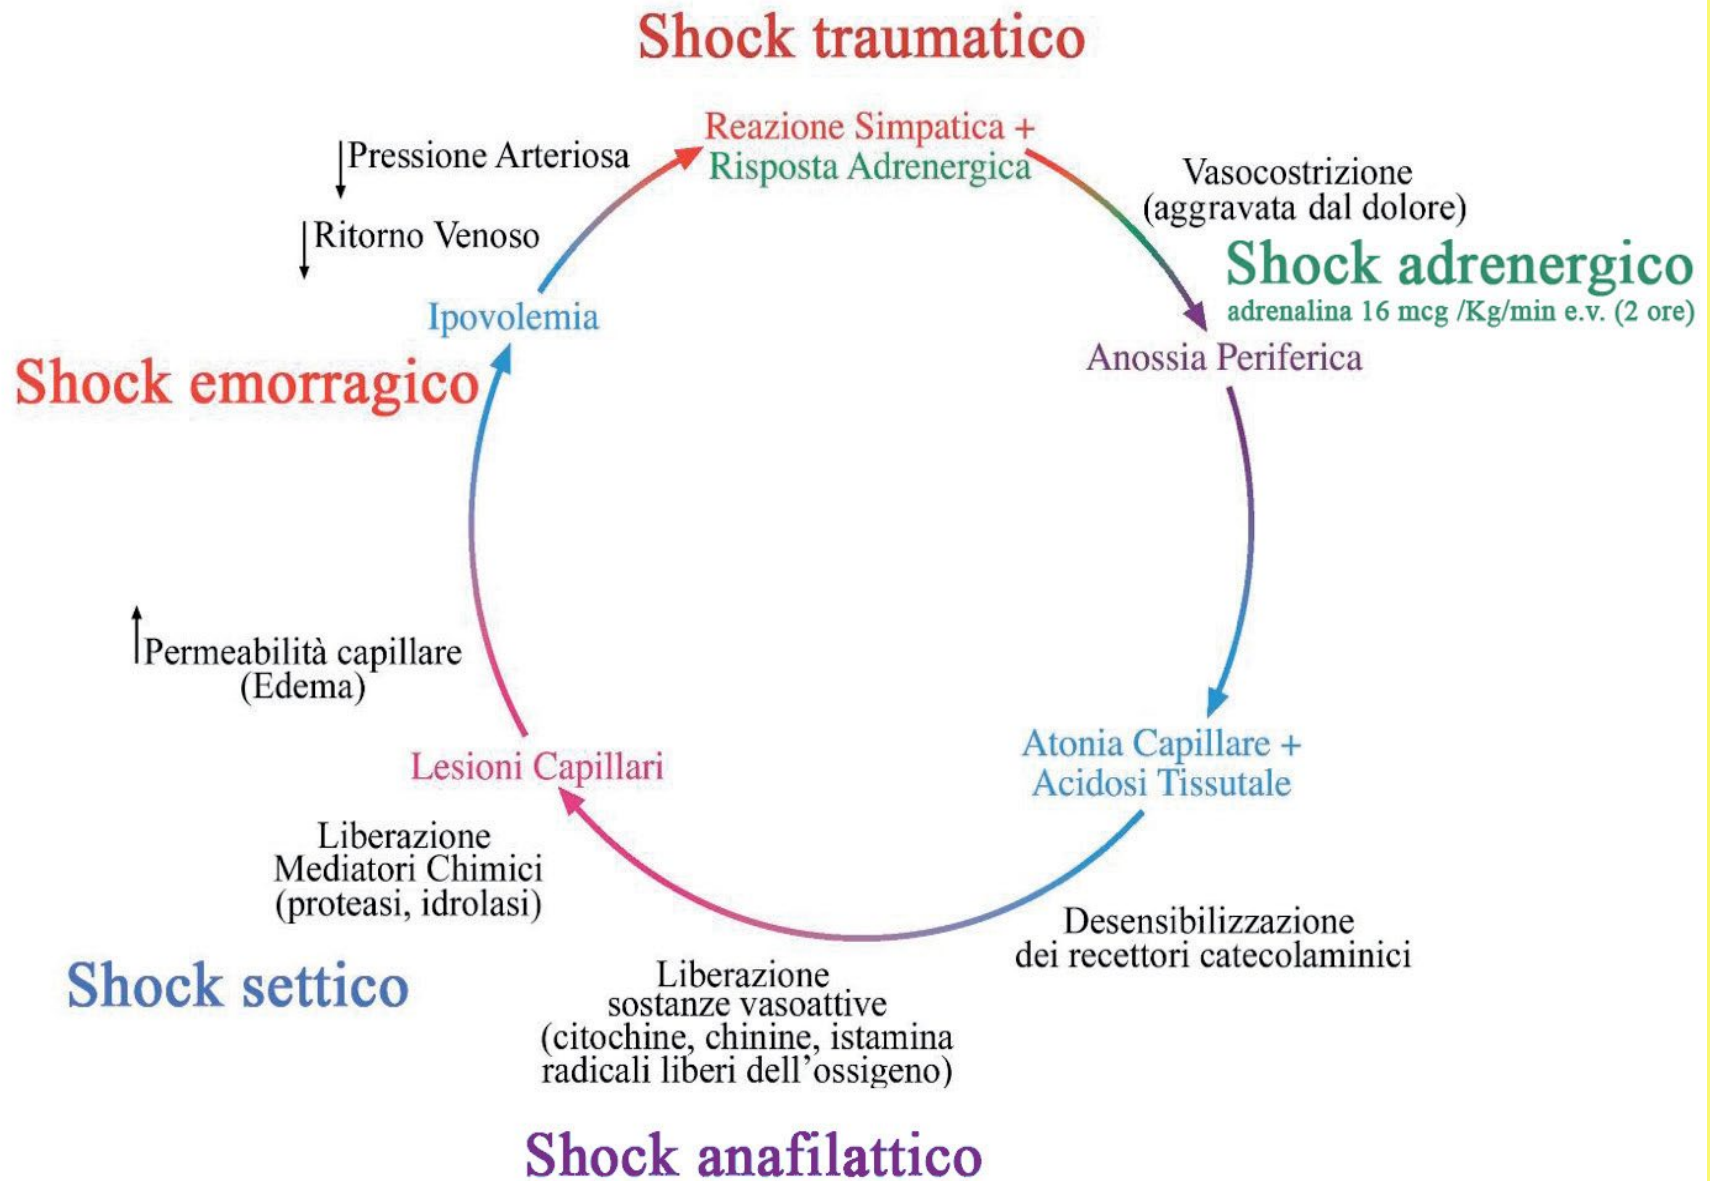 Shock traumatico
Reazione Simpatica +
Risposta Adrenergica
↓Pressione Arteriosa
↓Ritorno Venoso
Vasocostrizione
(aggravata dal dolore)
Shock adrenergico
adrenalina 16 mcg /Kg/min e.v. (2 ore)
Ipovolemia
Anossia Periferica
Shock emorragico
↑Permeabilità capillare
(Edema)
Lesioni Capillari
Atonia Capillare +
Acidosi Tissutale
Liberazione
Mediatori Chimici
(proteasi, idrolasi)
Desensibilizzazione
dei recettori catecolaminici
Shock settico
Liberazione
sostanze vasoattive
(citochine, chinine, istamina
radicali liberi dell’ossigeno)
Shock anafilattico